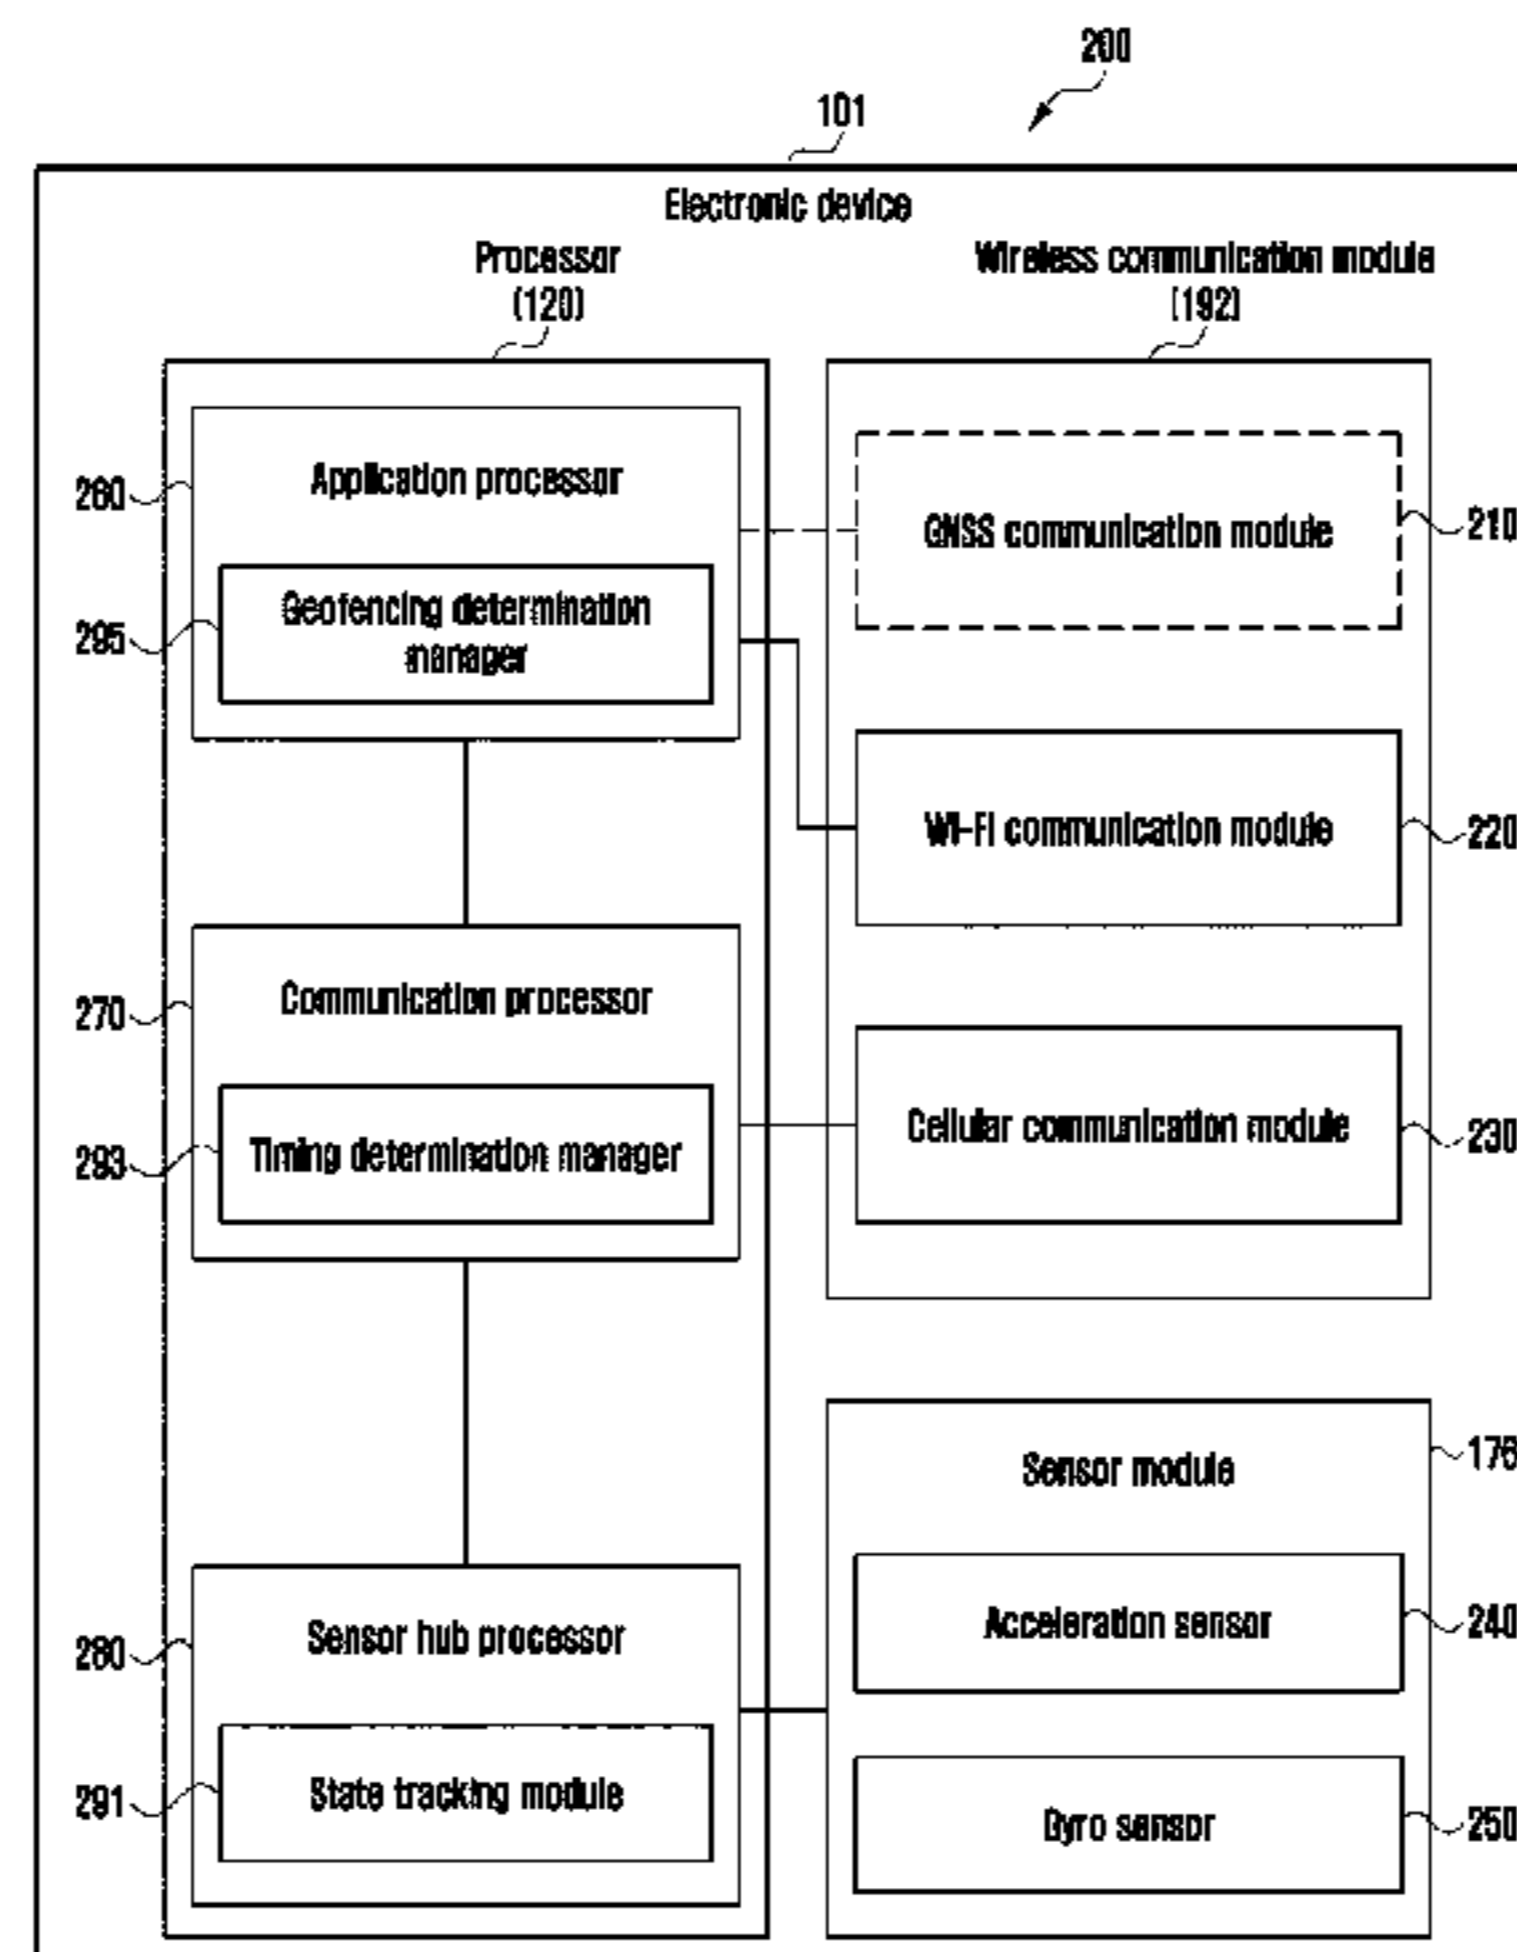 200
101
Electronic device
Processor
(120)
Wireless communication module
(192)
Application processor
260
Geofencing determination
manager
295
GNSS communication module
210
Wi-Fi communication module
220
Communication processor
270
Timing determination manager
293
Cellular communication module
230
Sensor module
176
Sensor hub processor
280
Acceleration sensor
240
State tracking module
291
Gyro sensor
250